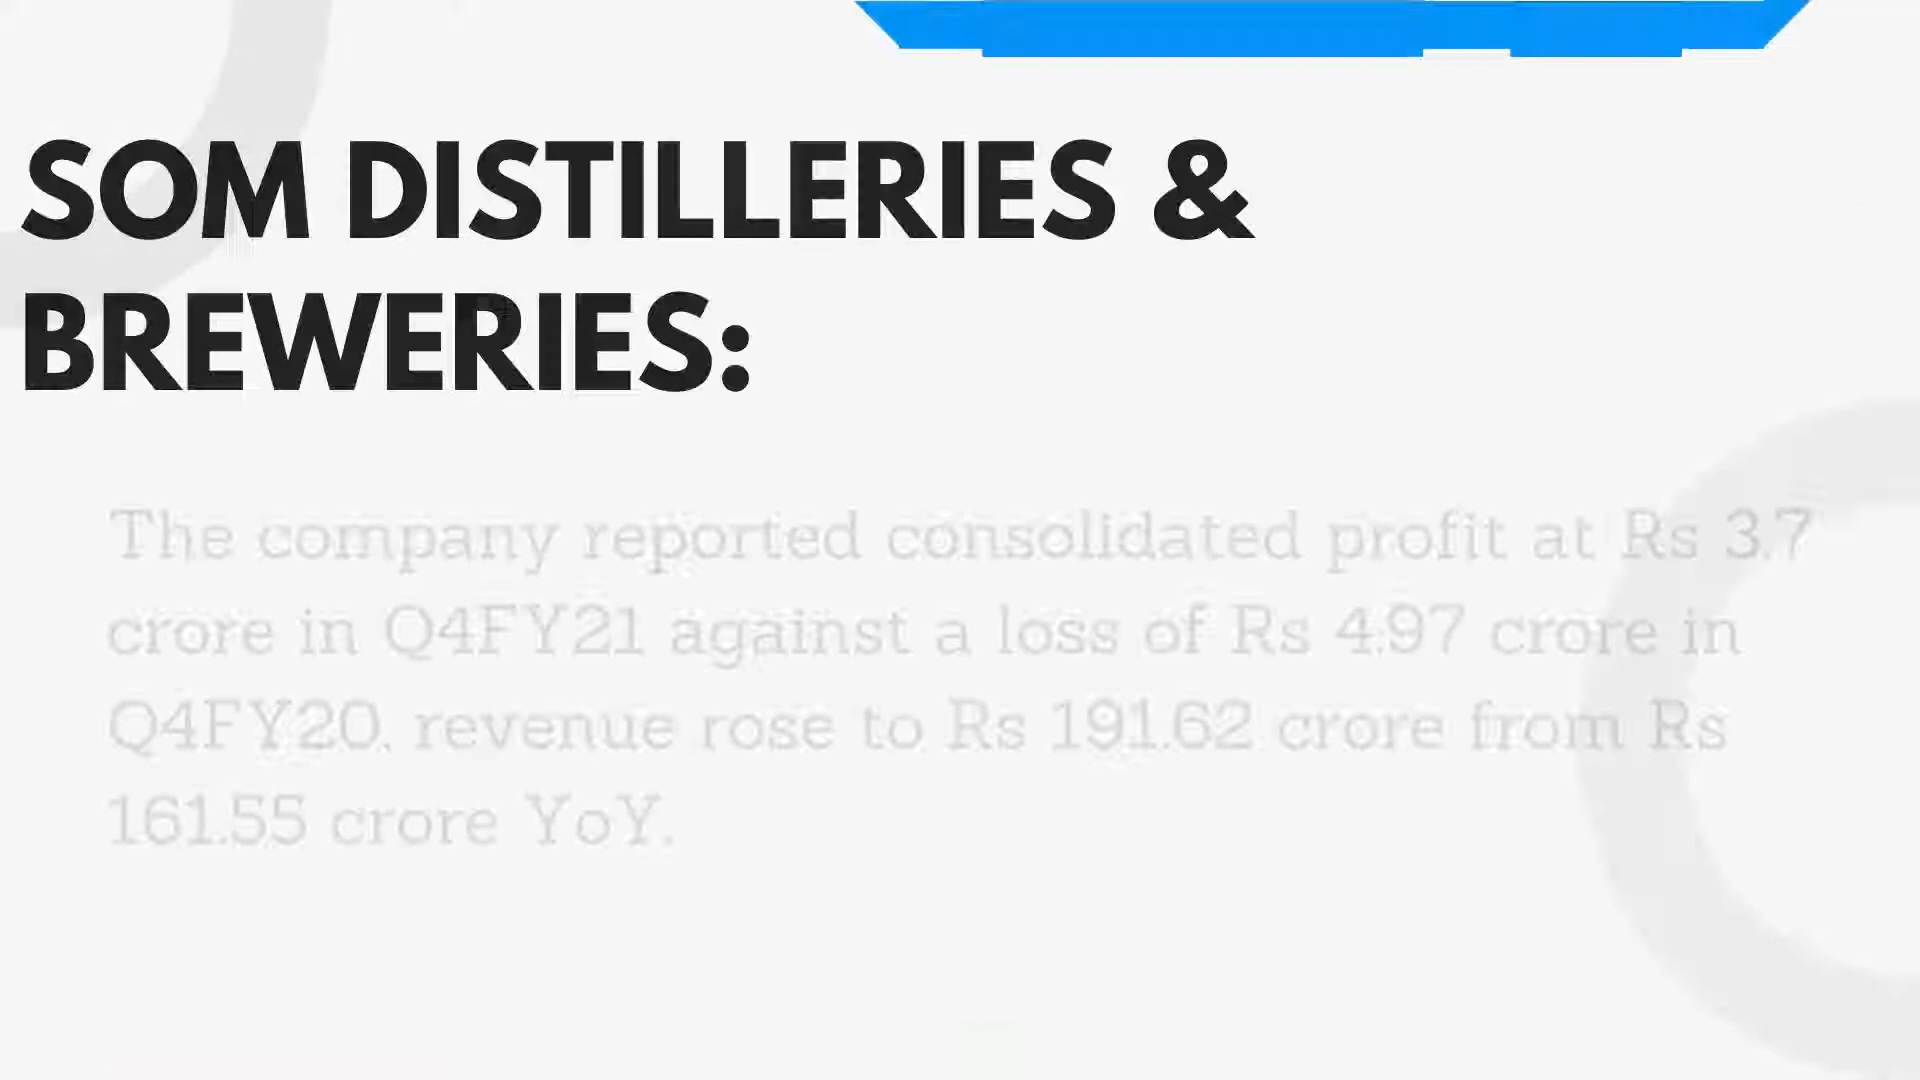 SOM DISTILLERIES &
BREWERIES:
The company reported consolidated profit at Rs 3.7
crore in Q4FY21 against a loss of Rs 4.97 crore in
Q4FY20, revenue rose to Rs 191.62 crore from Rs
161.55 crore YoY.